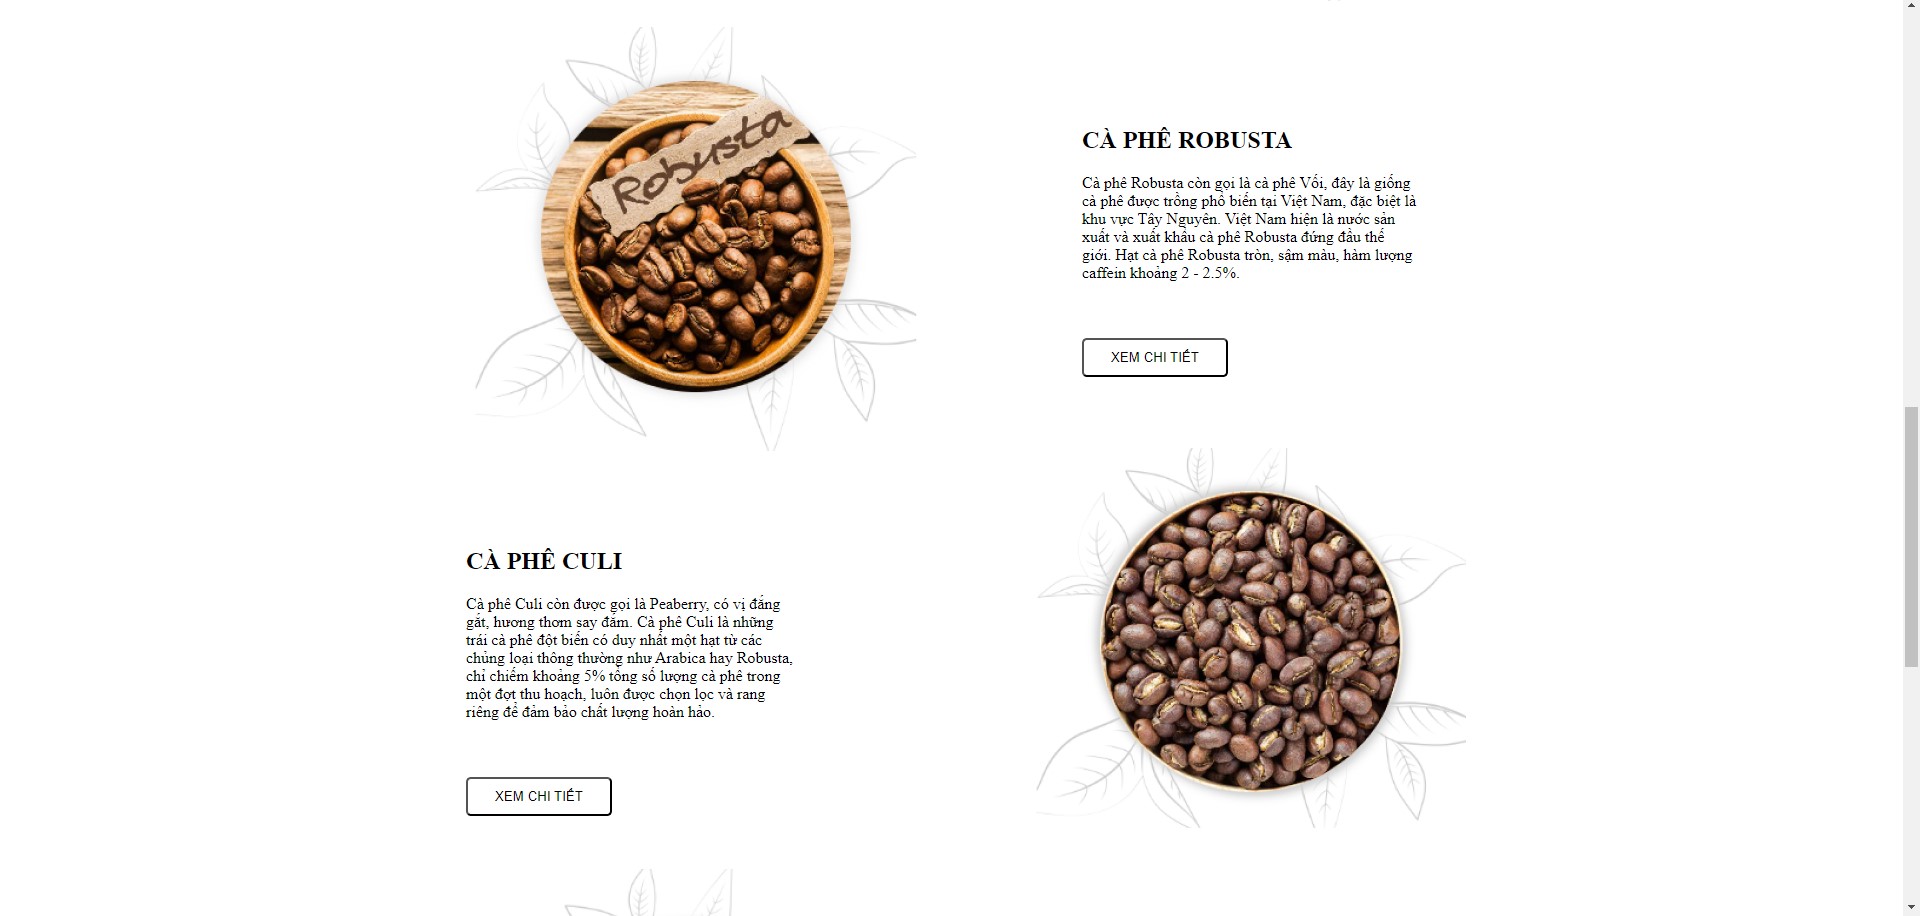 Robusta
CÀ PHÊ ROBUSTA
Cà phê Robusta còn gọi là cà phê Vối, đây là giống
cà phê được trồng phổ biến tại Việt Nam, đặc biệt là
khu vực Tây Nguyên. Việt Nam hiện là nước sản
xuất và xuất khẩu cà phê Robusta đứng đầu thế
giới. Hạt cà phê Robusta tròn, sậm màu, hàm lượng
caffein khoảng 2 - 2.5%.
XEM CHI TIẾT
CÀ PHÊ CULI
Cà phê Culi còn được gọi là Peaberry, có vị đắng
gắt, hương thơm say đắm. Cà phê Culi là những
trái cà phê đột biến có duy nhất một hạt từ các
chủng loại thông thường như Arabica hay Robusta,
chỉ chiếm khoảng 5% tổng số lượng cà phê trong
một đợt thu hoạch, luôn được chọn lọc và rang
riêng để đảm bảo chất lượng hoàn hảo.
XEM CHI TIẾT